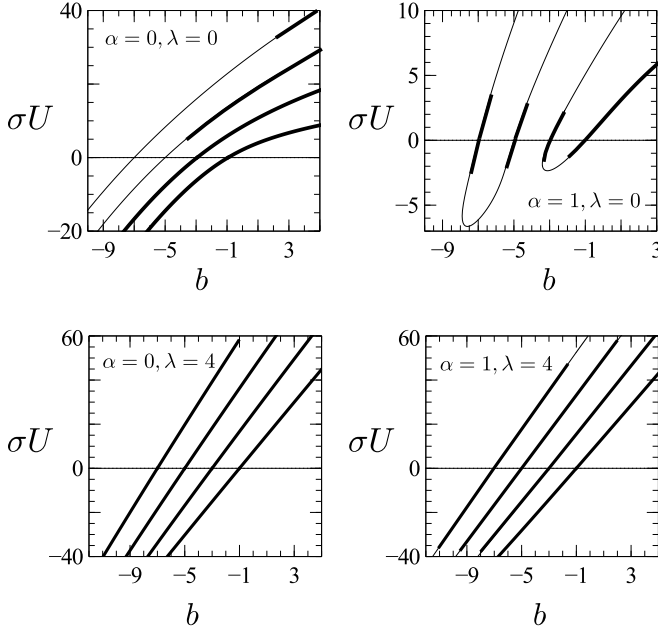 40
α = 0, λ = 0
σU
0
−20
−9 −5 −1 3
b
10
5
σU
0
−5
α = 1, λ = 0
−9 −5 −1 3
b
60
α = 0, λ = 4
σU
0
−40
−9 −5 −1 3
b
60
α = 1, λ = 4
σU
0
−40
−9 −5 −1 3
b